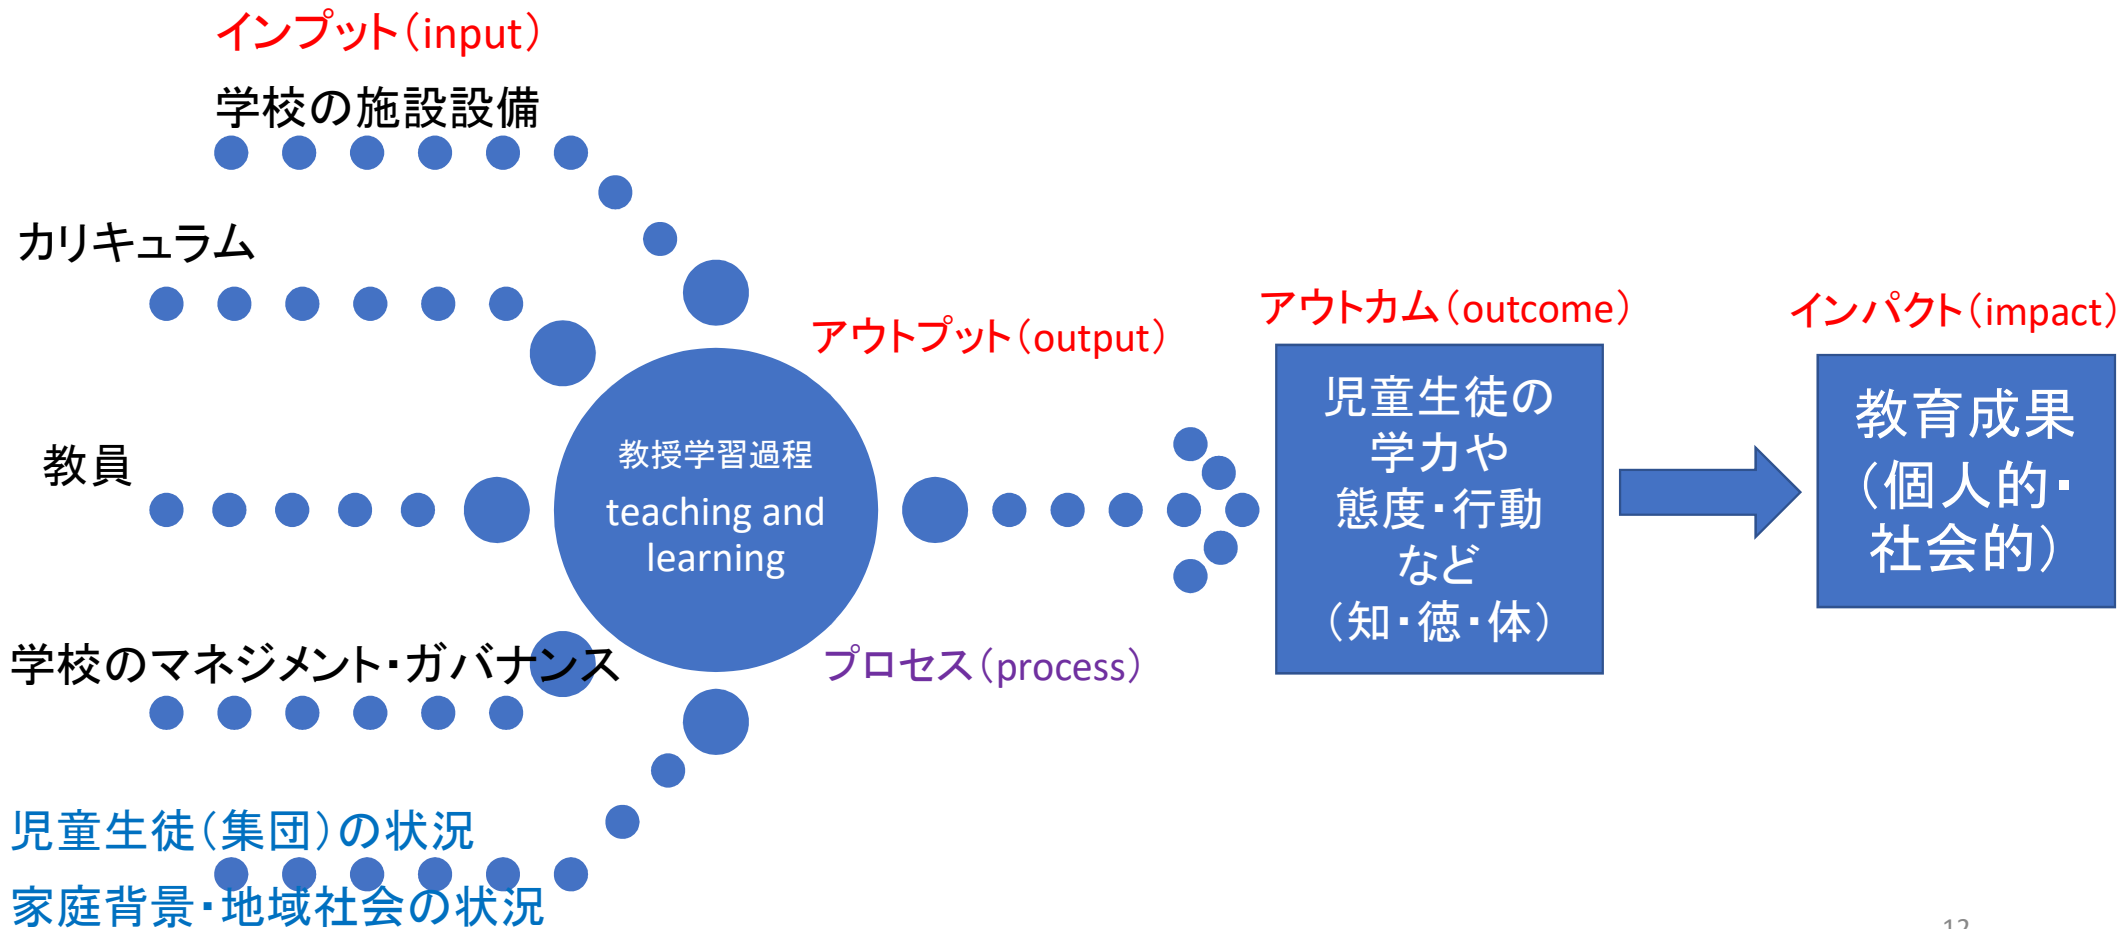 インプット（input）
学校の施設設備
カリキュラム
教員
学校のマネジメント・ガバナンス
児童生徒（集団）の状況
家庭背景・地域社会の状況
教授学習過程
teaching and
learning
アウトプット（output）
プロセス（process）
アウトカム（outcome）
児童生徒の
学力や
態度・行動
など
（知・徳・体）
インパクト（impact）
教育成果
（個人的・
社会的）
12